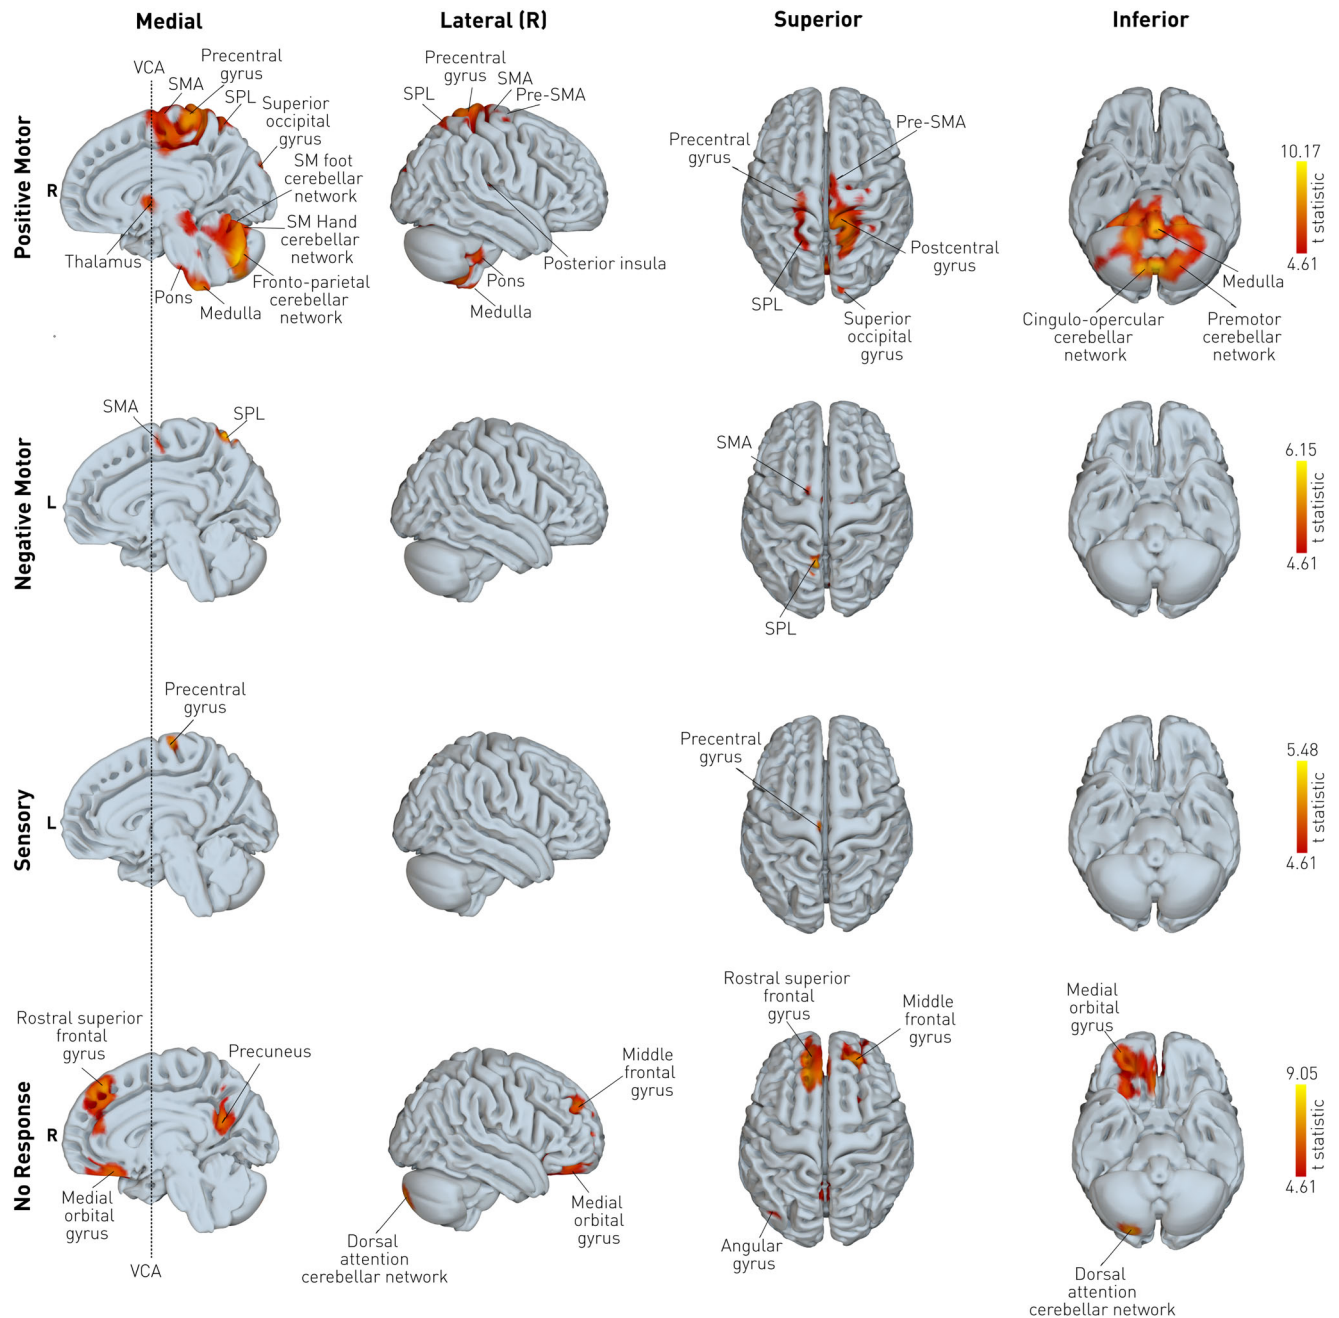 Medial
Lateral (R)
Superior
Inferior
Positive Motor
R
VCA
SMA
Precentral
gyrus
SPL
Superior
occipital
gyrus
SM foot
cerebellar
network
SM Hand
cerebellar
network
Fronto-parietal
cerebellar
network
Thalamus
Pons
Medulla
Precentral
gyrus
SPL
SMA
Pre-SMA
Posterior insula
Pons
Medulla
Precentral
gyrus
Pre-SMA
Postcentral
gyrus
SPL
Superior
occipital
gyrus
Medulla
Cingulo-opercular
cerebellar
network
Premotor
cerebellar
network
10.17
t statistic
4.61
Negative Motor
L
SMA
SPL
SMA
SPL
6.15
t statistic
4.61
Sensory
L
Precentral
gyrus
Precentral
gyrus
5.48
t statistic
4.61
No Response
R
Rostral superior
frontal
gyrus
Precuneus
Medial
orbital
gyrus
VCA
Middle
frontal
gyrus
Medial
orbital
gyrus
Dorsal
attention
cerebellar network
Rostral superior
frontal
gyrus
Middle
frontal
gyrus
Angular
gyrus
Medial
orbital
gyrus
Dorsal
attention
cerebellar network
9.05
t statistic
4.61